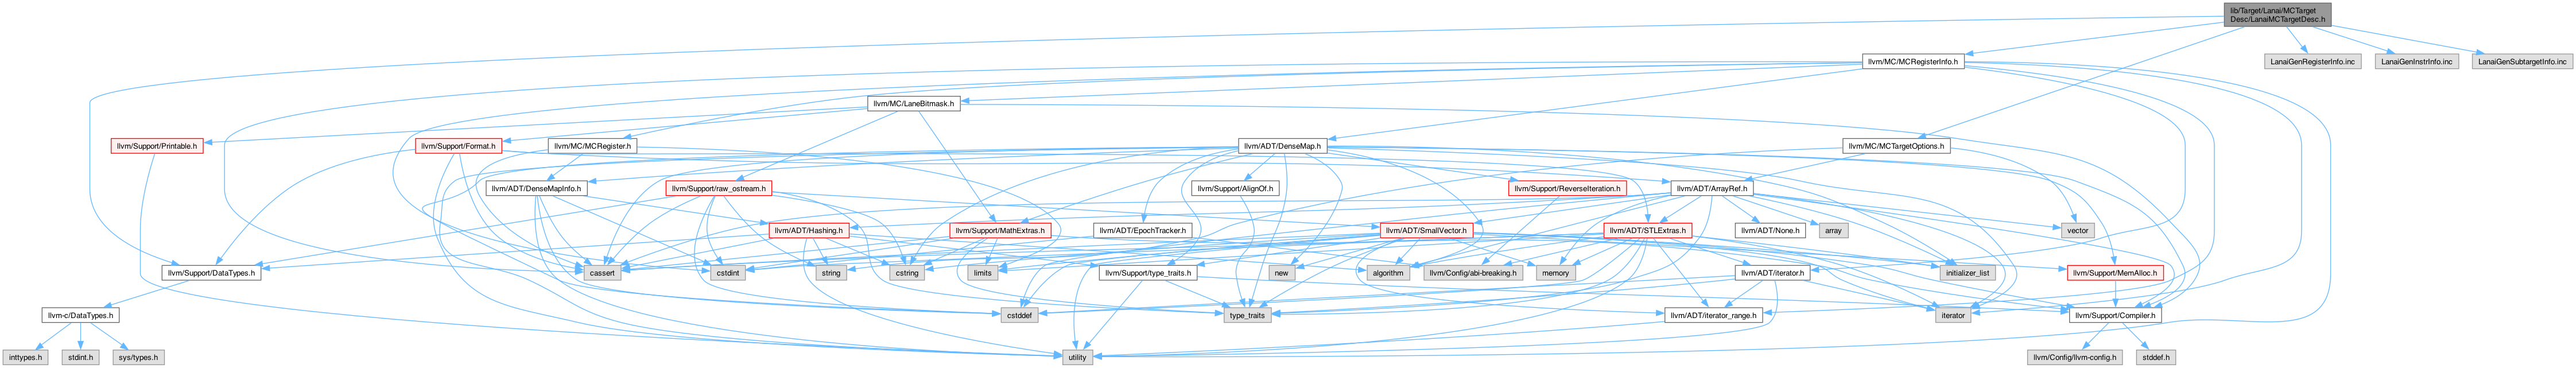 lib/Target/Lanai/MCTarget
Desc/LanaiMCTargetDesc.h
llvm/MC/MCRegisterInfo.h
LanaiGenRegisterInfo.inc
LanaiGenInstrInfo.inc
LanaiGenSubtargetInfo.inc
llvm/MC/LaneBitmask.h
llvm/Support/Printable.h
llvm/Support/Format.h
llvm/MC/MCRegister.h
llvm/ADT/DenseMap.h
llvm/MC/MCTargetOptions.h
llvm/ADT/DenseMapInfo.h
llvm/Support/raw_ostream.h
llvm/Support/AlignOf.h
llvm/Support/ReverseIteration.h
llvm/ADT/ArrayRef.h
llvm/ADT/Hashing.h
llvm/Support/MathExtras.h
llvm/ADT/EpochTracker.h
llvm/ADT/SmallVector.h
llvm/ADT/STLExtras.h
llvm/ADT/None.h
array
vector
llvm/Support/DataTypes.h
cassert
cstdint
string
cstring
limits
llvm/Support/type_traits.h
new
algorithm
llvm/Config/abi-breaking.h
memory
llvm/ADT/iterator.h
initializer_list
llvm/Support/MemAlloc.h
llvm-c/DataTypes.h
cstddef
type_traits
llvm/ADT/iterator_range.h
iterator
llvm/Support/Compiler.h
inttypes.h
stdint.h
sys/types.h
utility
llvm/Config/llvm-config.h
stddef.h